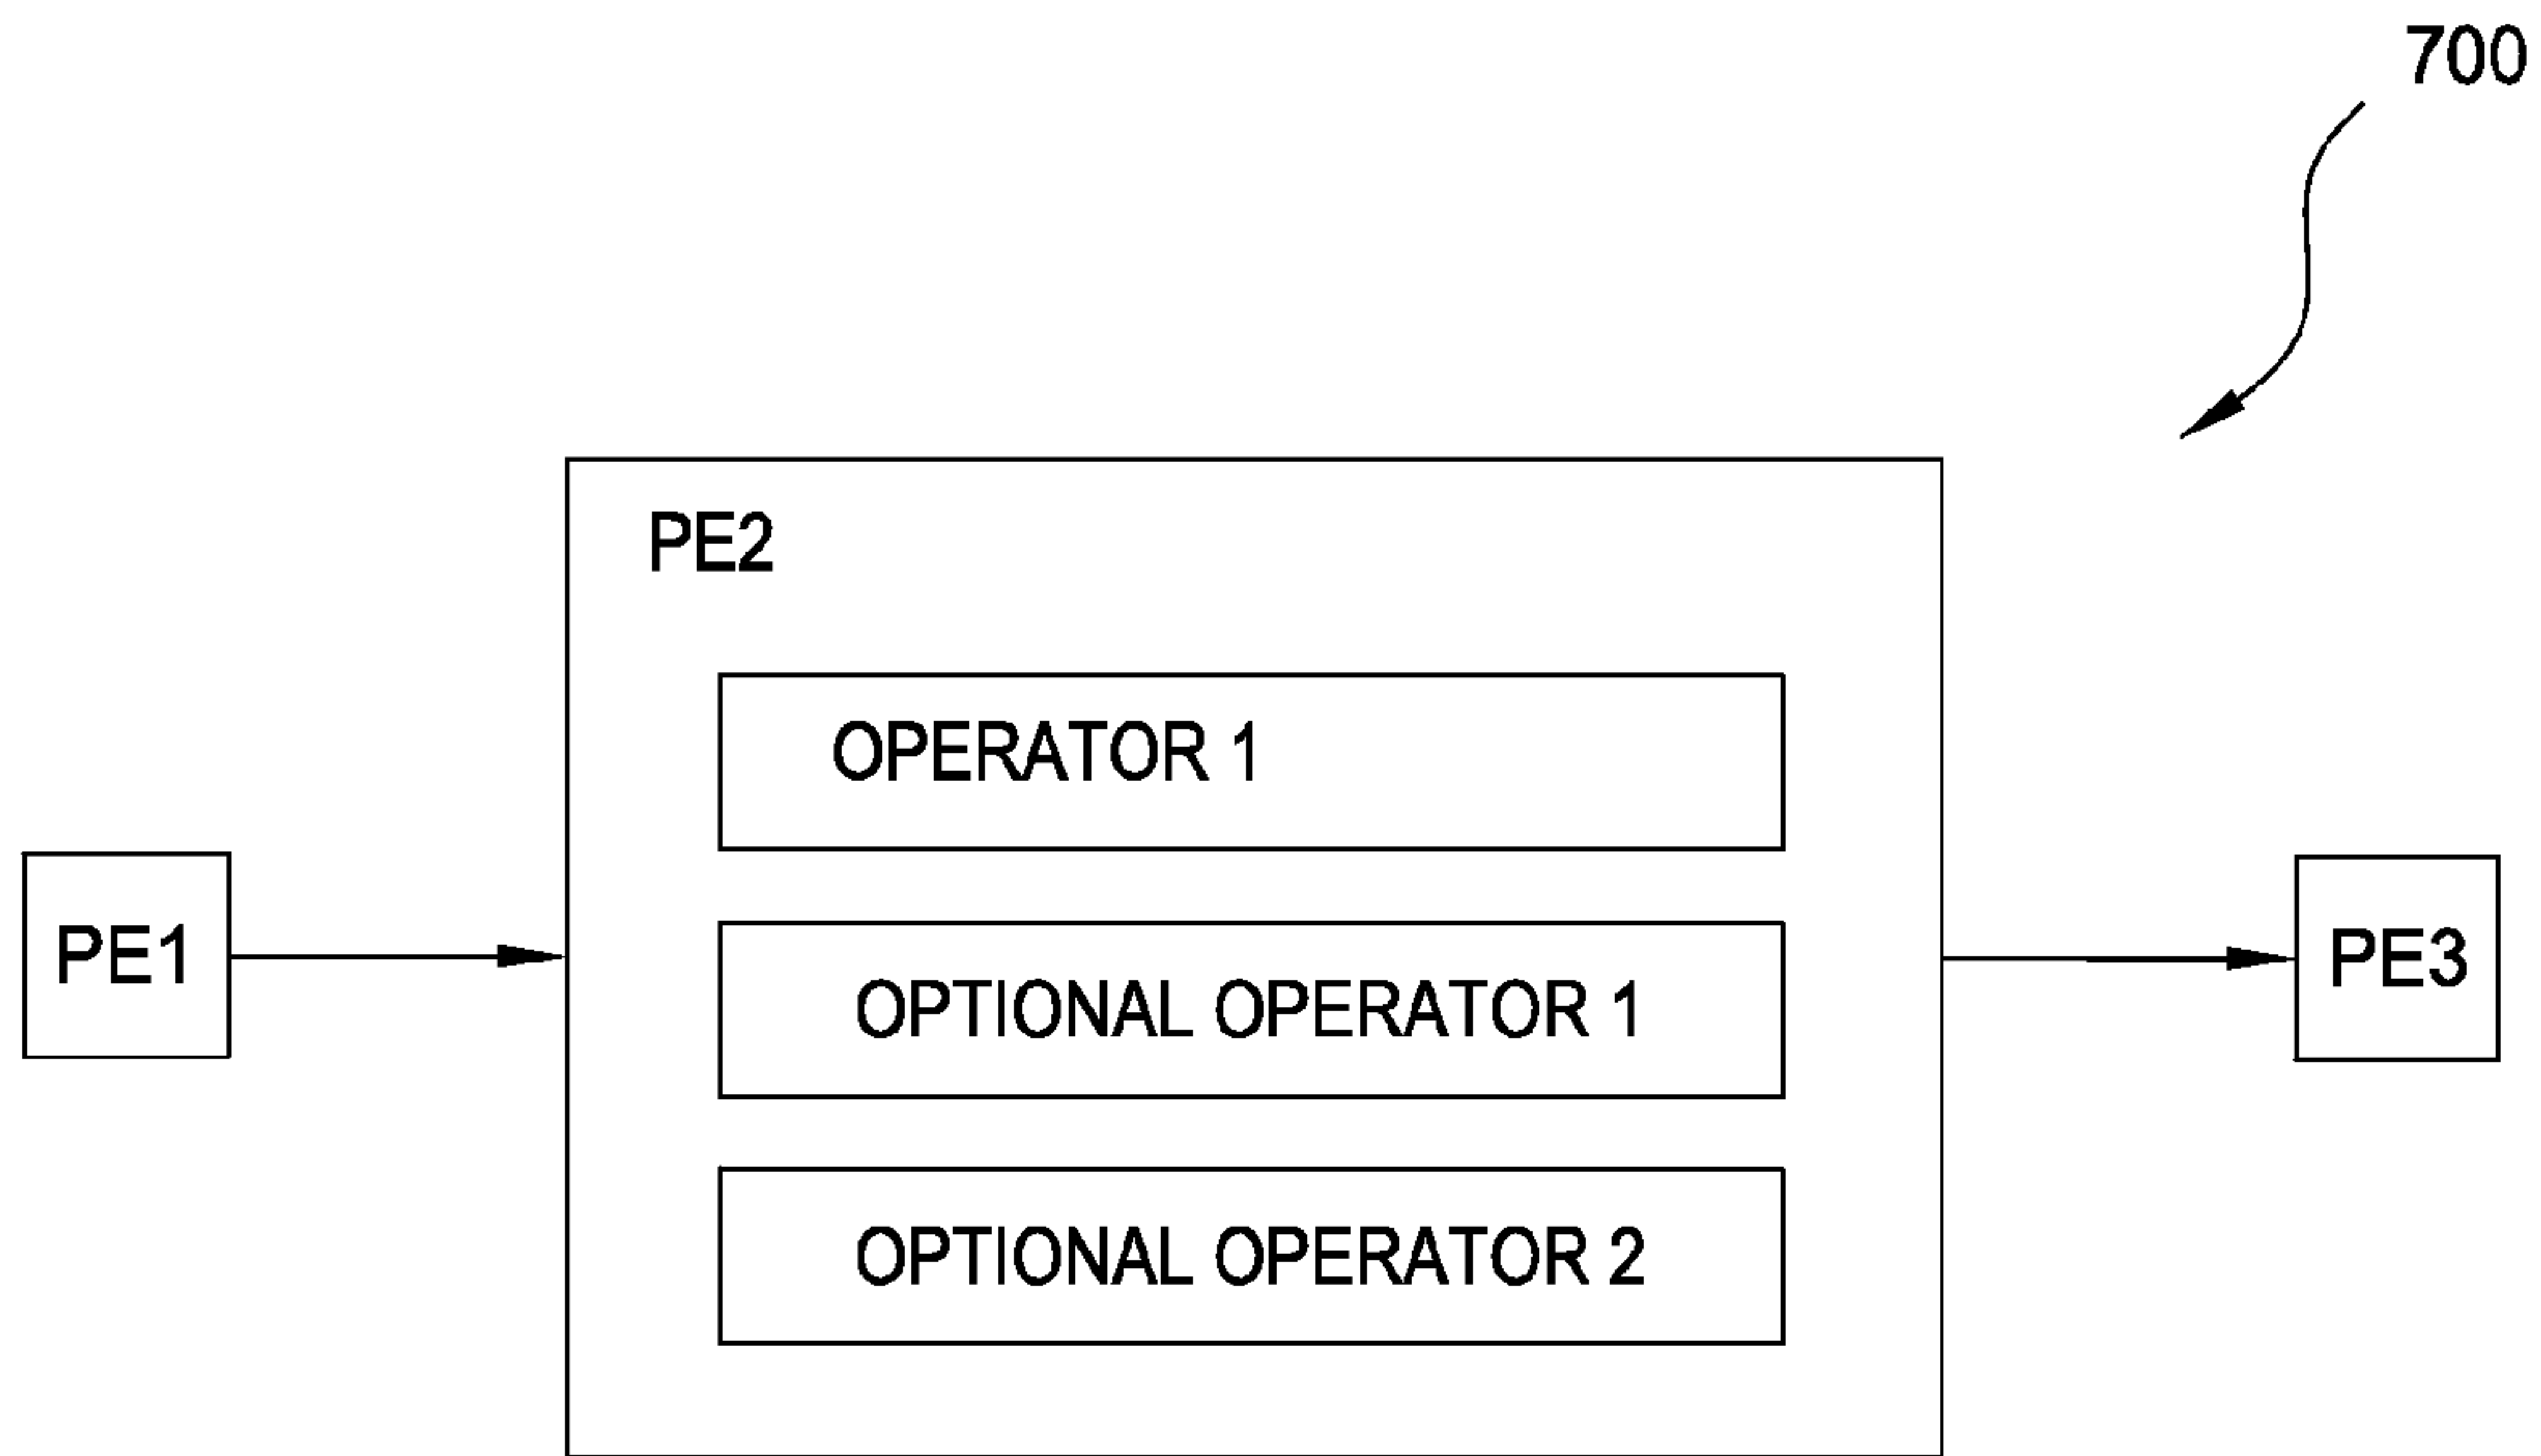 700
PE2
OPERATOR 1
PE1
OPTIONAL OPERATOR 1
PE3
OPTIONAL OPERATOR 2